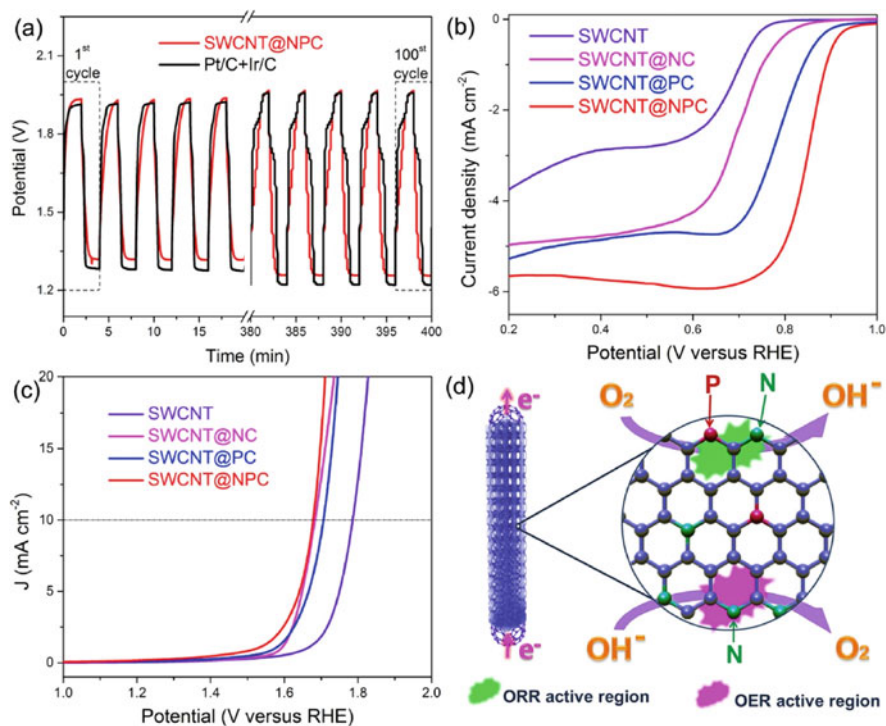 (a)
SWCNT@NPC
Pt/C+Ir/C
1st cycle
100st cycle
2.1
1.8
1.5
1.2
Potential (V)
0 5 10 15 380 385 390 395 400
Time (min)
(b)
SWCNT
SWCNT@NC
SWCNT@PC
SWCNT@NPC
0
-2
-4
-6
Current density (mA cm-2)
0.2 0.4 0.6 0.8 1.0
Potential (V versus RHE)
(c)
SWCNT
SWCNT@NC
SWCNT@PC
SWCNT@NPC
20
15
10
5
0
J (mA cm-2)
1.0 1.2 1.4 1.6 1.8 2.0
Potential (V versus RHE)
(d)
e-
O2
P
N
OH-
OH-
N
O2
e-
ORR active region
OER active region